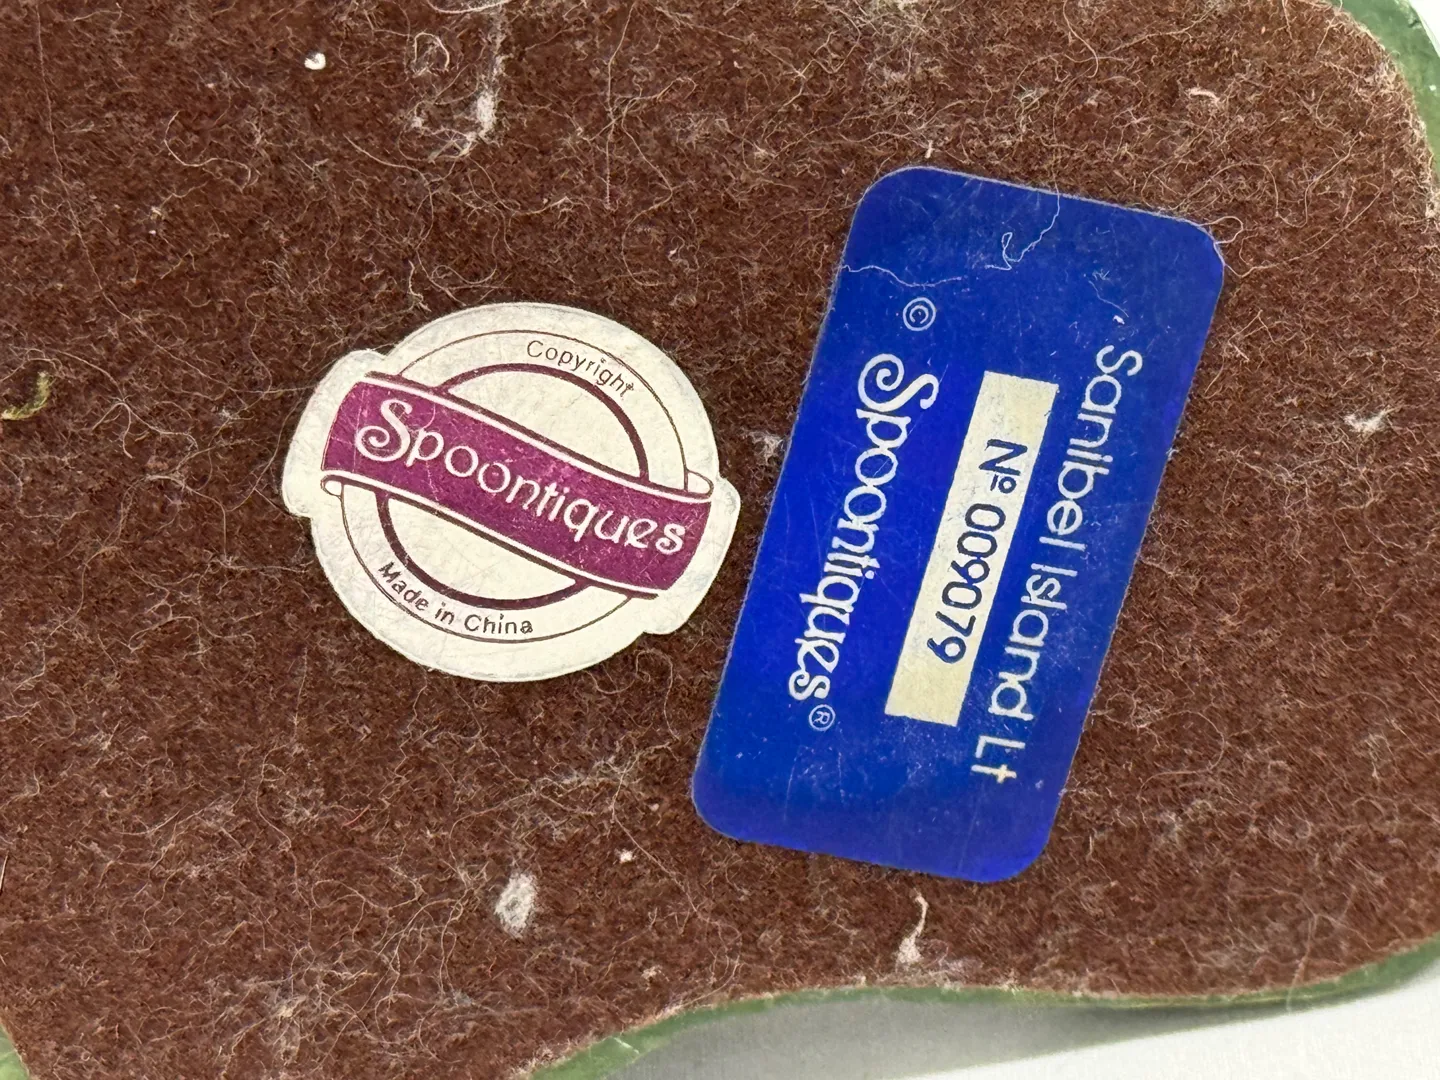 Copyright
Spoontiques
Made in China
Sanibel Island Lt
Nº 009079
© Spoontiques®